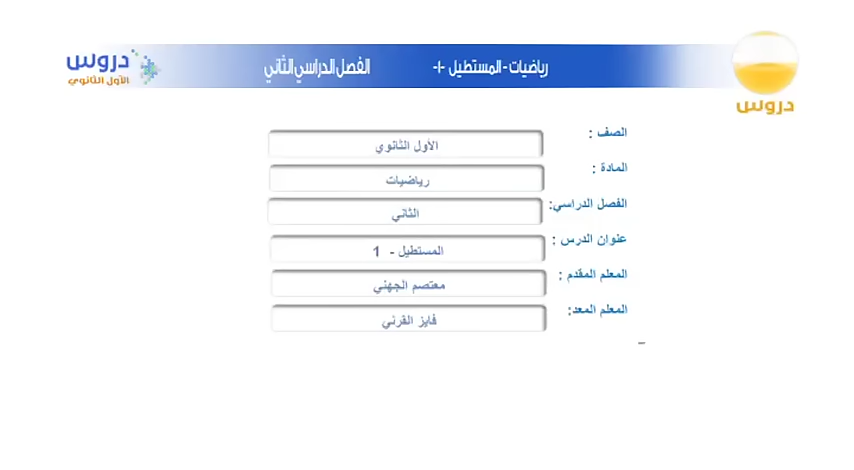 دروس
الأول الثانوي
رياضيات - المستطيل -١-
الفصل الدراسي الثاني
دروس
الصف :
الأول الثانوي
المادة :
رياضيات
الفصل الدراسي:
الثاني
عنوان الدرس :
المستطيل - 1
المعلم المقدم :
معتصم الجهني
المعلم المعد:
فايز القرني